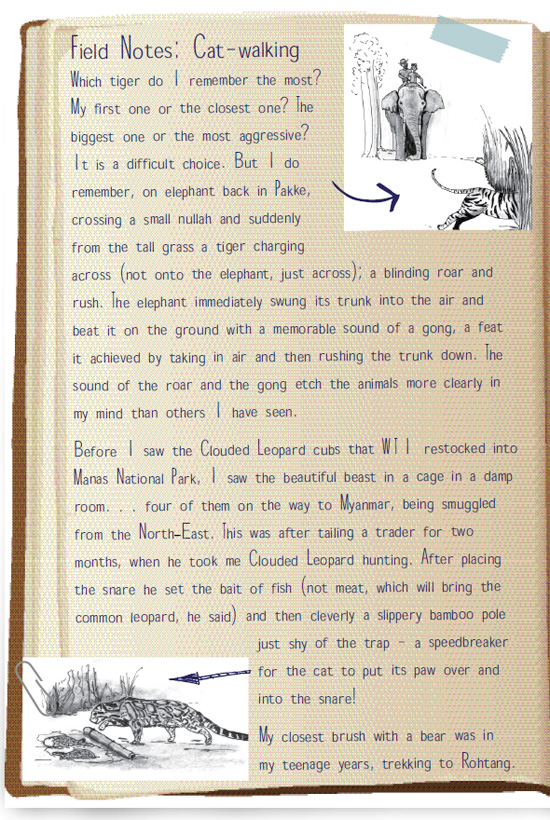 Field Notes: Cat-walking
Which tiger do I remember the most?
My first one or the closest one? The
biggest one or the most aggressive?
It is a difficult choice. But I do
remember, on elephant back in Pakke,
crossing a small nullah and suddenly
from the tall grass a tiger charging
across (not onto the elephant, just across); a blinding roar and
rush. The elephant immediately swung its trunk into the air and
beat it on the ground with a memorable sound of a gong, a feat
it achieved by taking in air and then rushing the trunk down. The
sound of the roar and the gong etch the animals more clearly in
my mind than others I have seen.
Before I saw the Clouded Leopard cubs that WTI restocked into
Manas National Park, I saw the beautiful beast in a cage in a damp
room. . . four of them on the way to Myanmar, being smuggled
from the North-East. This was after tailing a trader for two
months, when he took me Clouded Leopard hunting. After placing
the snare he set the bait of fish (not meat, which will bring the
common leopard, he said) and then cleverly a slippery bamboo pole
just shy of the trap - a speedbreaker
for the cat to put its paw over and
into the snare!
My closest brush with a bear was in
my teenage years, trekking to Rohtang.